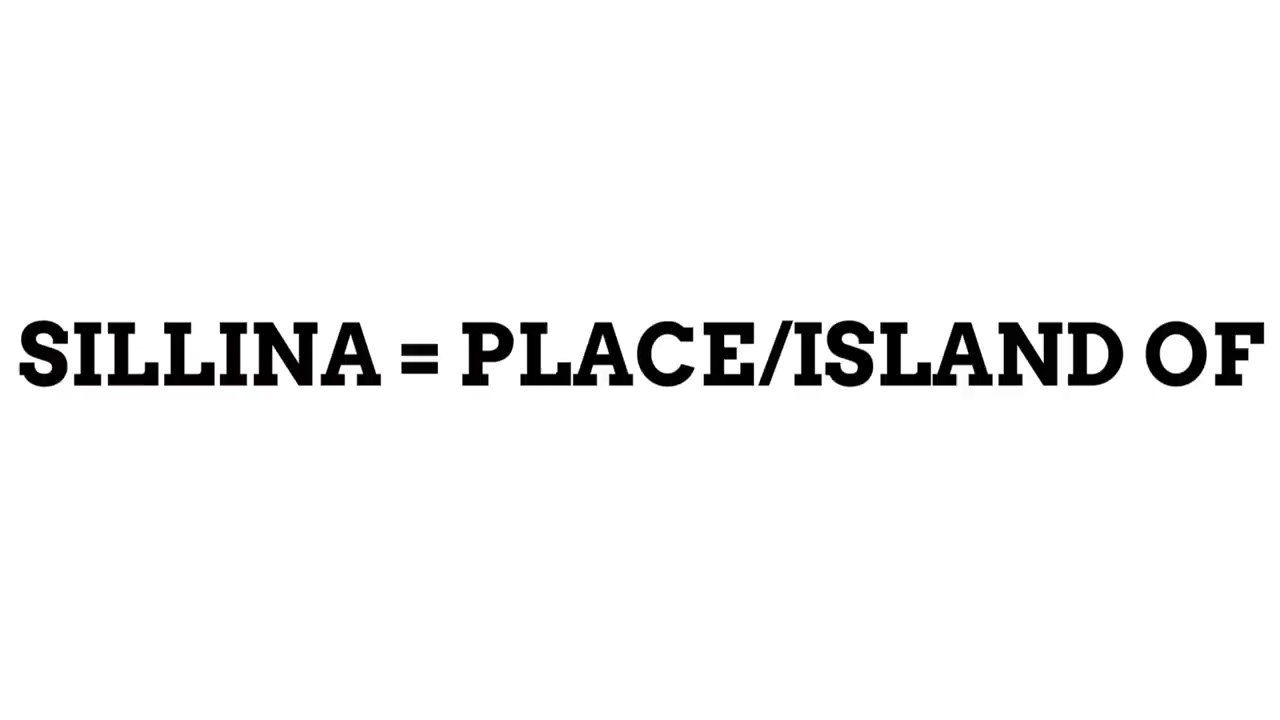 SILLINA = PLACE/ISLAND OF